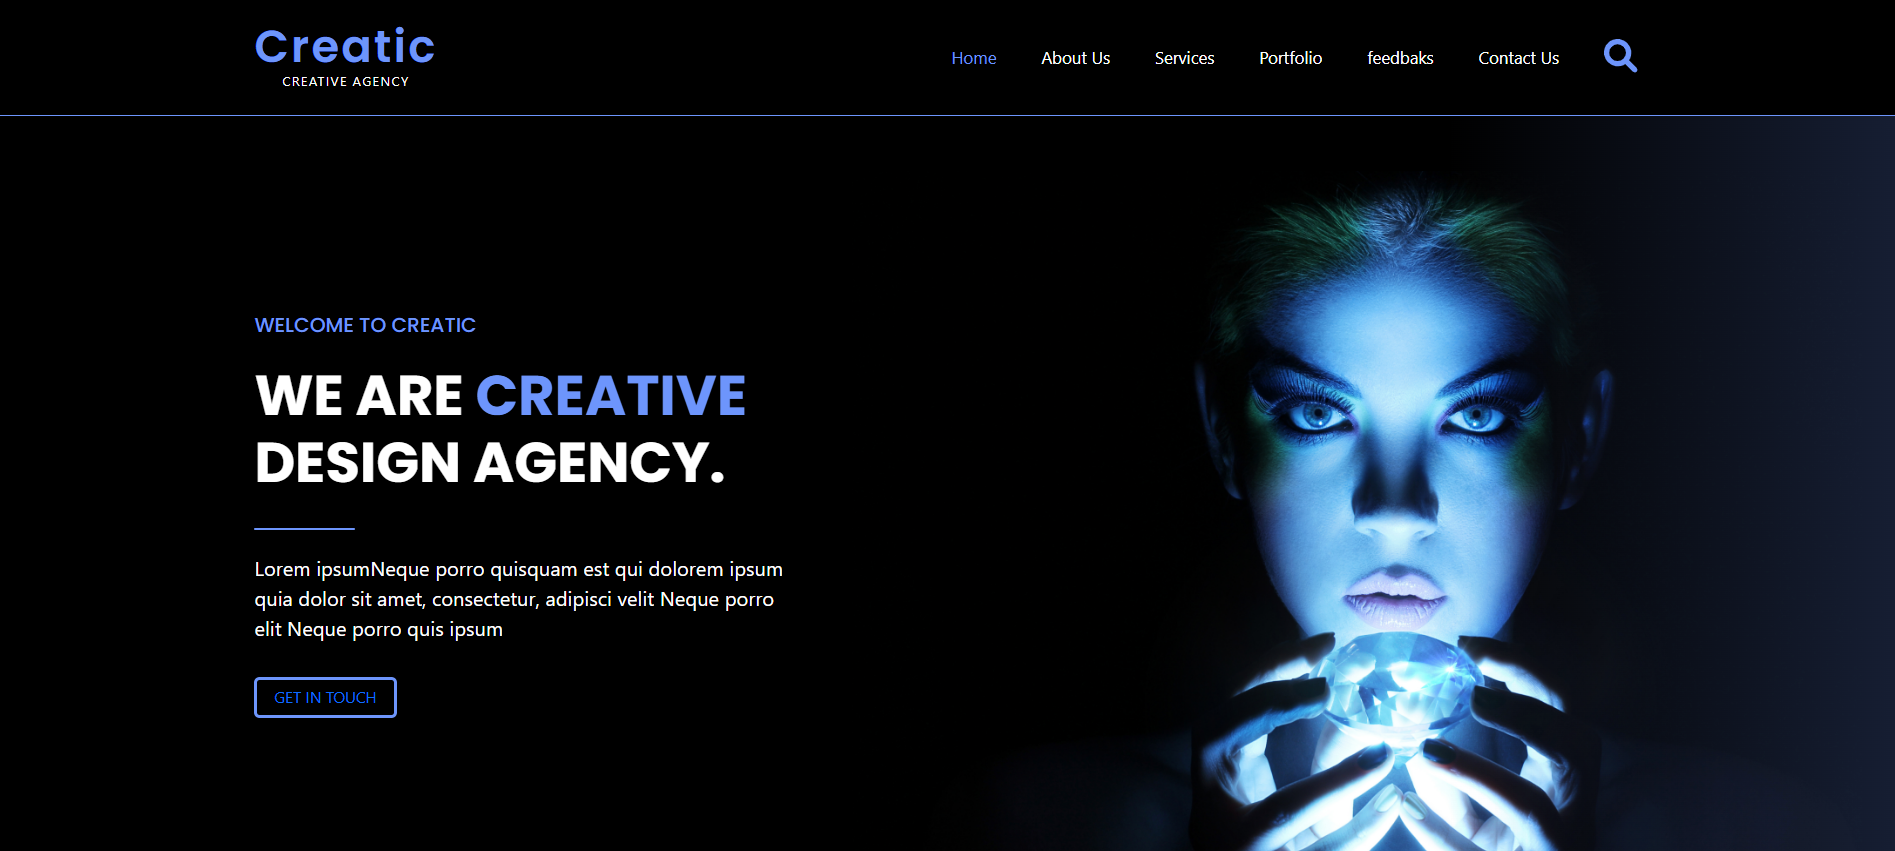 Creatic
CREATIVE AGENCY
Home About Us Services Portfolio feedbaks Contact Us
WELCOME TO CREATIC
WE ARE CREATIVE
DESIGN AGENCY.
Lorem ipsumNeque porro quisquam est qui dolorem ipsum
quia dolor sit amet, consectetur, adipisci velit Neque porro
elit Neque porro quis ipsum
GET IN TOUCH